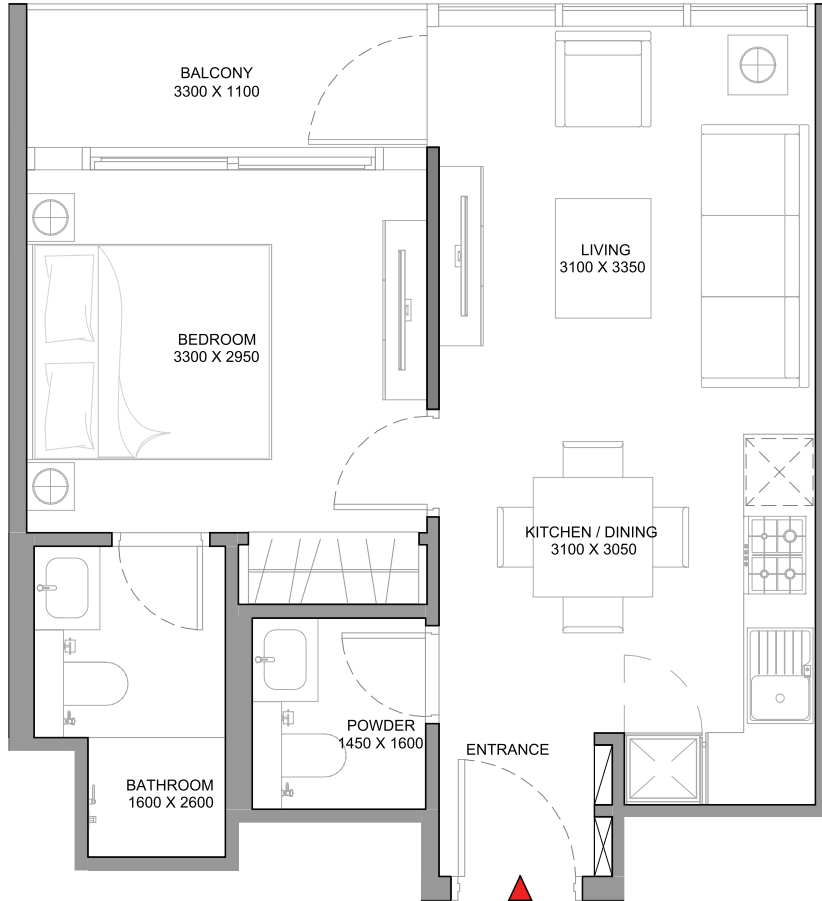 BALCONY
3300 X 1100
LIVING
3100 X 3350
BEDROOM
3300 X 2950
KITCHEN / DINING
3100 X 3050
POWDER
1450 X 1600
ENTRANCE
BATHROOM
1600 X 2600